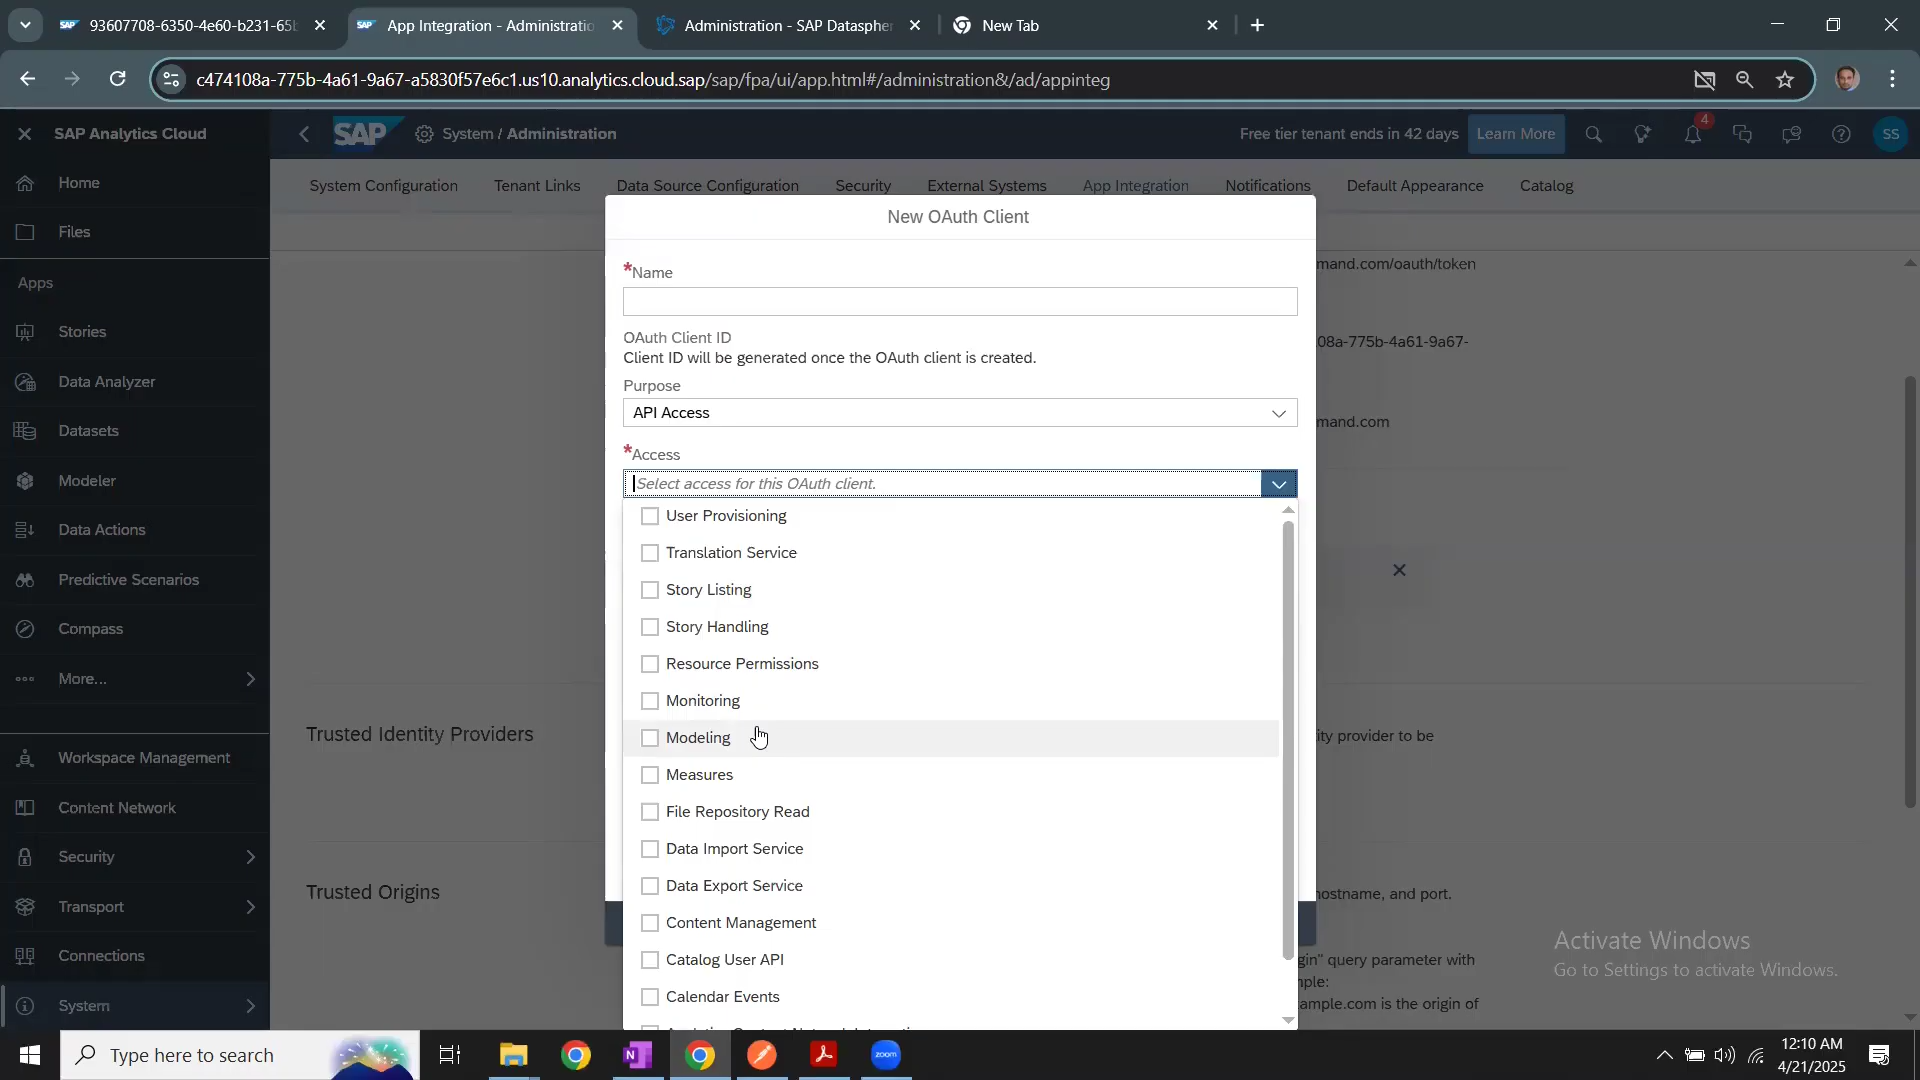 93607708-6350-4e60-b231-65b
App Integration - Administratio
Administration - SAP Datasphe
New Tab
c474108a-775b-4a61-9a67-a5830f57e6c1.us10.analytics.cloud.sap/sap/fpa/ui/app.html#/administration&/ad/appinteg
SAP Analytics Cloud
SAP
System / Administration
Free tier tenant ends in 42 days
Learn More
4
SS
Home
Files
Apps
Stories
Data Analyzer
Datasets
Modeler
Data Actions
Predictive Scenarios
Compass
More...
Workspace Management
Content Network
Security
Transport
Connections
System
System Configuration
Tenant Links
Data Source Configuration
Security
External Systems
App Integration
Notifications
Default Appearance
Catalog
New OAuth Client
*Name
OAuth Client ID
Client ID will be generated once the OAuth client is created.
Purpose
API Access
*Access
Select access for this OAuth client.
User Provisioning
Translation Service
Story Listing
Story Handling
Resource Permissions
Monitoring
Modeling
Measures
File Repository Read
Data Import Service
Data Export Service
Content Management
Catalog User API
Calendar Events
mand.com/oauth/token
08a-775b-4a61-9a67-
mand.com
Trusted Identity Providers
ity provider to be
Trusted Origins
hostname, and port.
gin" query parameter with
mple:
ample.com is the origin of
Activate Windows
Go to Settings to activate Windows.
Type here to search
zoom
12:10 AM
4/21/2025